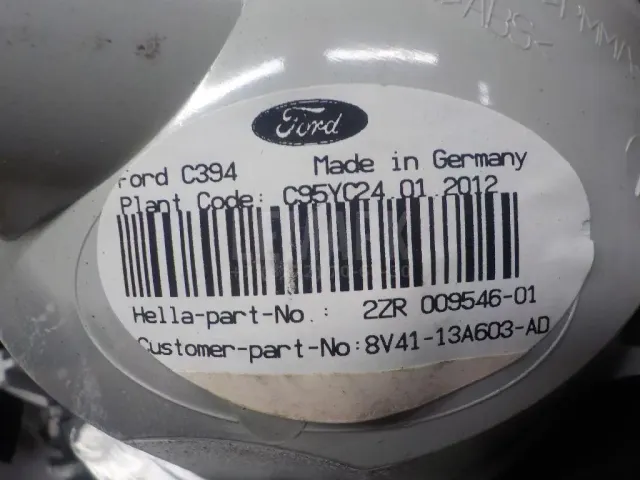 Ford
Ford C394 Made in Germany
Plant Code: C95YC24.01.2012
Hella-part-No.: 2ZR 009546-01
Customer-part-No:8V41-13A603-AD